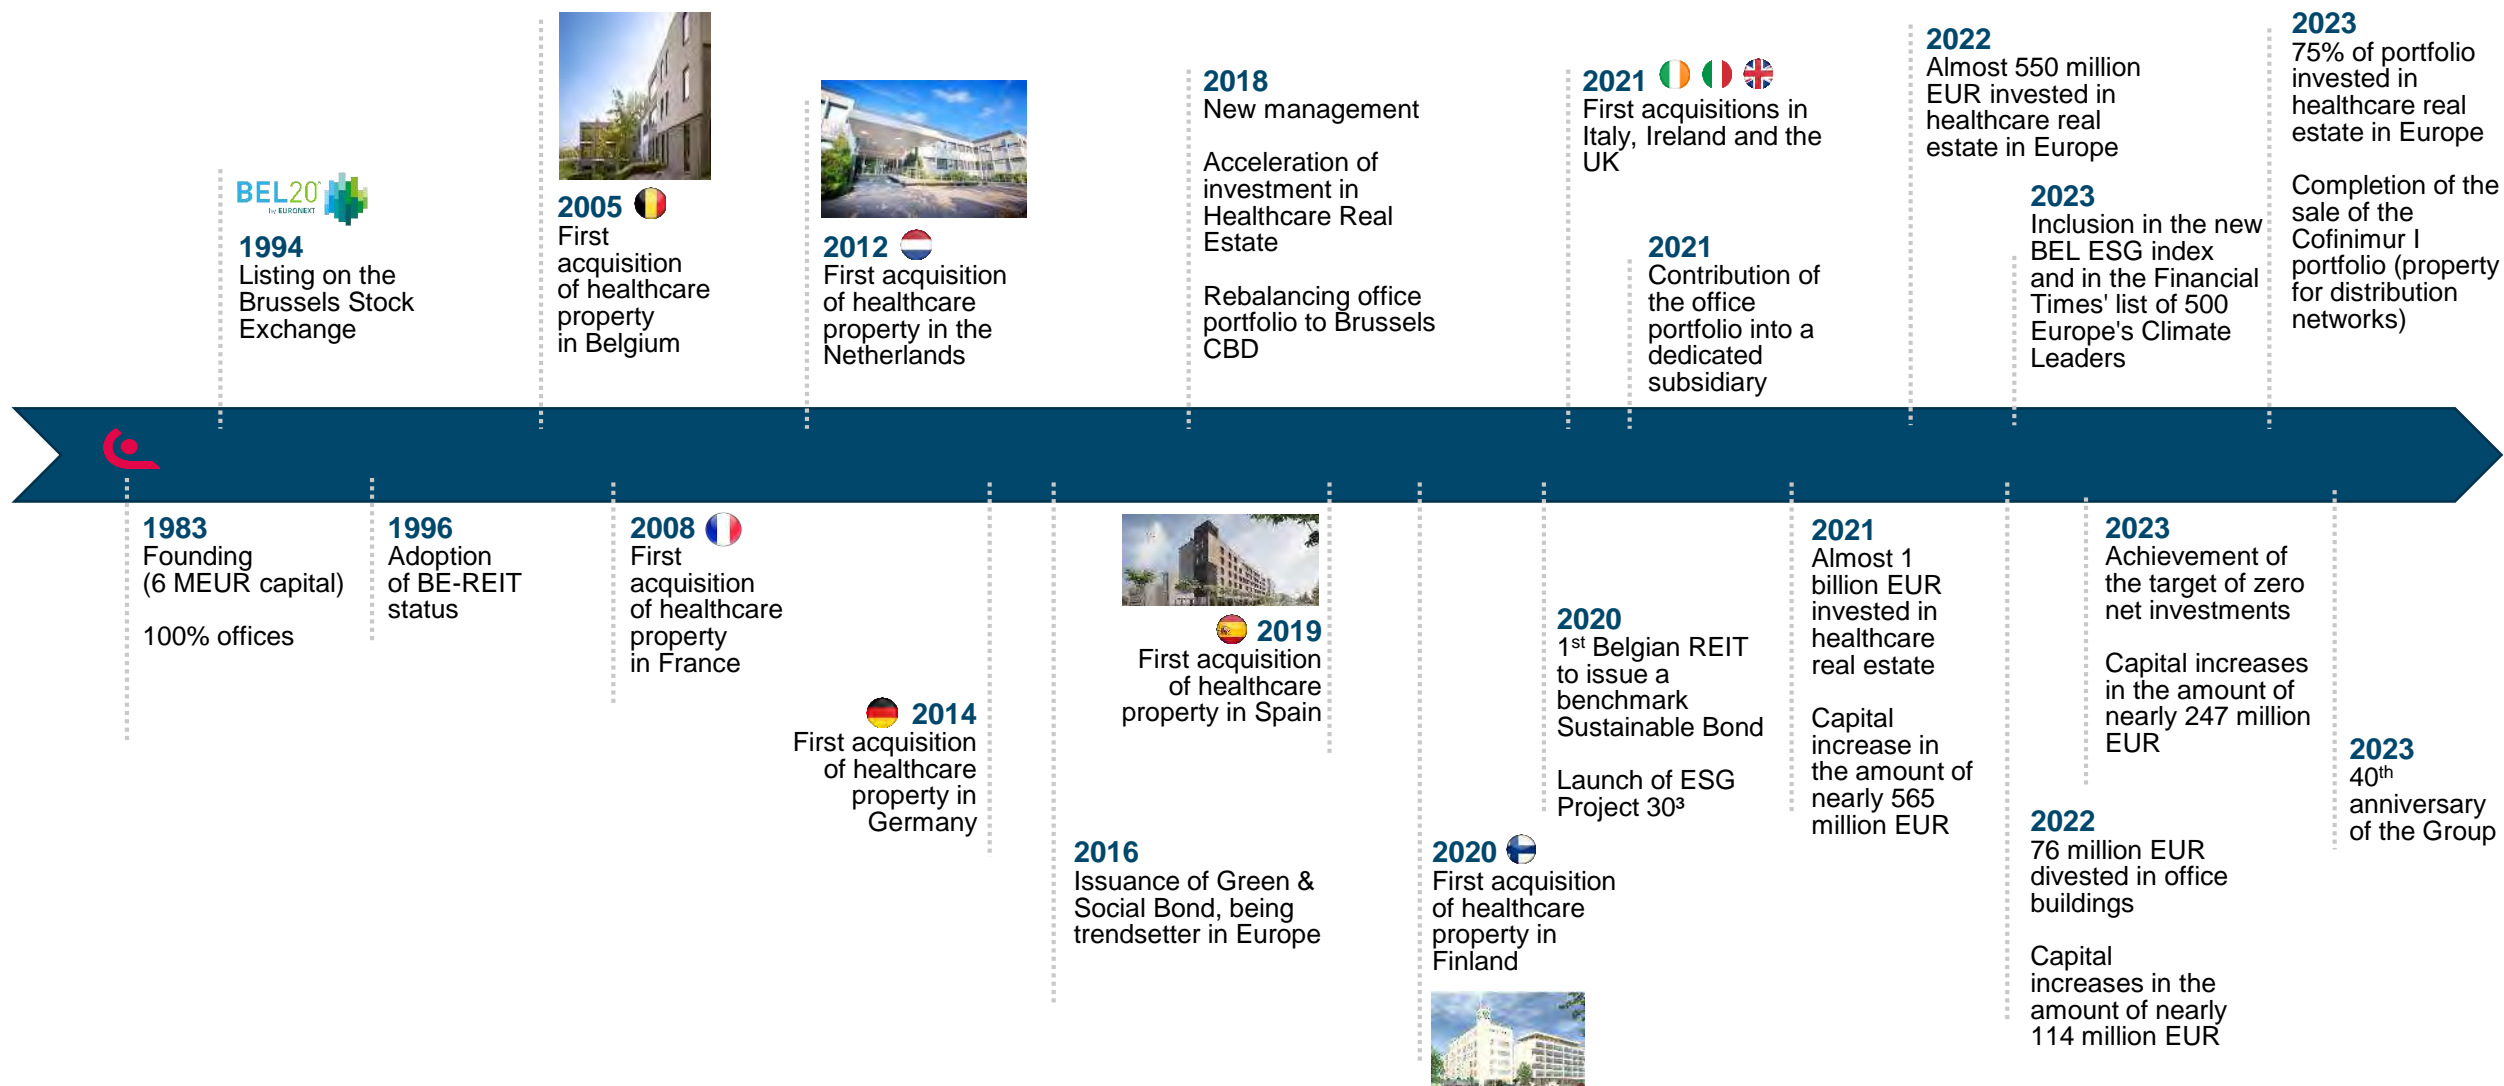 BEL20
by EURONEXT
1994
Listing on the
Brussels Stock
Exchange
2005
First
acquisition
of healthcare
property
in Belgium
2012
First acquisition
of healthcare
property in the
Netherlands
2018
New management
Acceleration of
investment in
Healthcare Real
Estate
Rebalancing office
portfolio to Brussels
CBD
2021
First acquisitions in
Italy, Ireland and the
UK
2021
Contribution of
the office
portfolio into a
dedicated
subsidiary
2022
Almost 550 million
EUR invested in
healthcare real
estate in Europe
2023
Inclusion in the new
BEL ESG index
and in the Financial
Times' list of 500
Europe's Climate
Leaders
2023
75% of portfolio
invested in
healthcare real
estate in Europe
Completion of the
sale of the
Cofinimur I
portfolio (property
for distribution
networks)
1983
Founding
(6 MEUR capital)
100% offices
1996
Adoption
of BE-REIT
status
2008
First
acquisition
of healthcare
property
in France
2014
First acquisition
of healthcare
property in
Germany
2016
Issuance of Green &
Social Bond, being
trendsetter in Europe
2019
First acquisition
of healthcare
property in Spain
2020
First acquisition
of healthcare
property in
Finland
2020
1st Belgian REIT
to issue a
benchmark
Sustainable Bond
Launch of ESG
Project 30³
2021
Almost 1
billion EUR
invested in
healthcare
real estate
Capital
increase in
the amount of
nearly 565
million EUR
2022
76 million EUR
divested in office
buildings
Capital
increases in the
amount of nearly
114 million EUR
2023
Achievement of
the target of zero
net investments
Capital increases
in the amount of
nearly 247 million
EUR
2023
40th
anniversary
of the Group